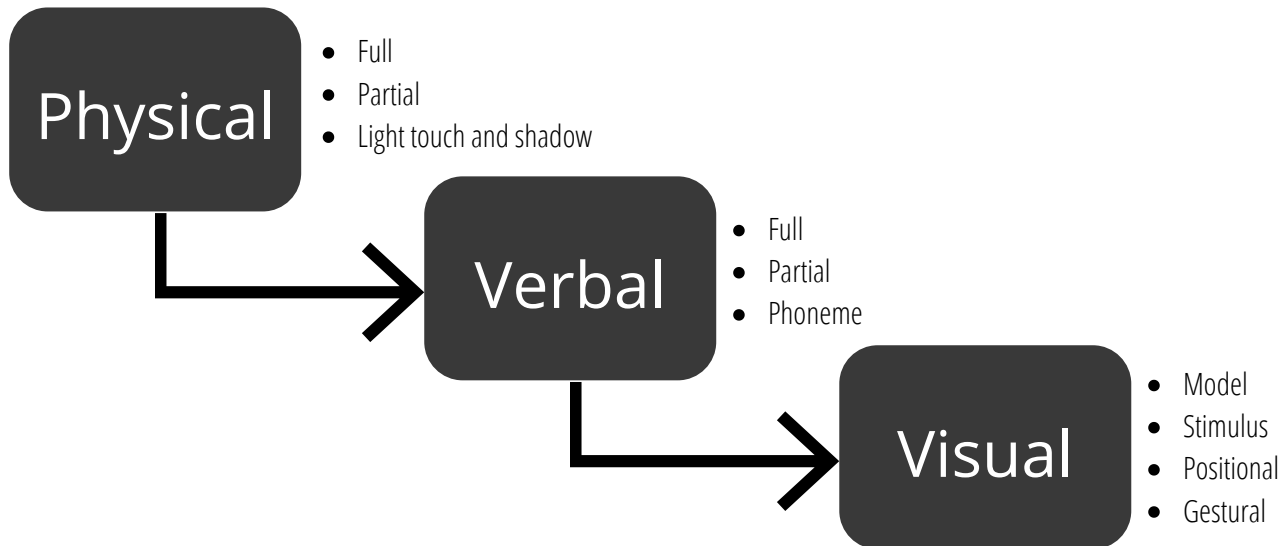 Physical
Full
Partial
Light touch and shadow
Verbal
Full
Partial
Phoneme
Visual
Model
Stimulus
Positional
Gestural